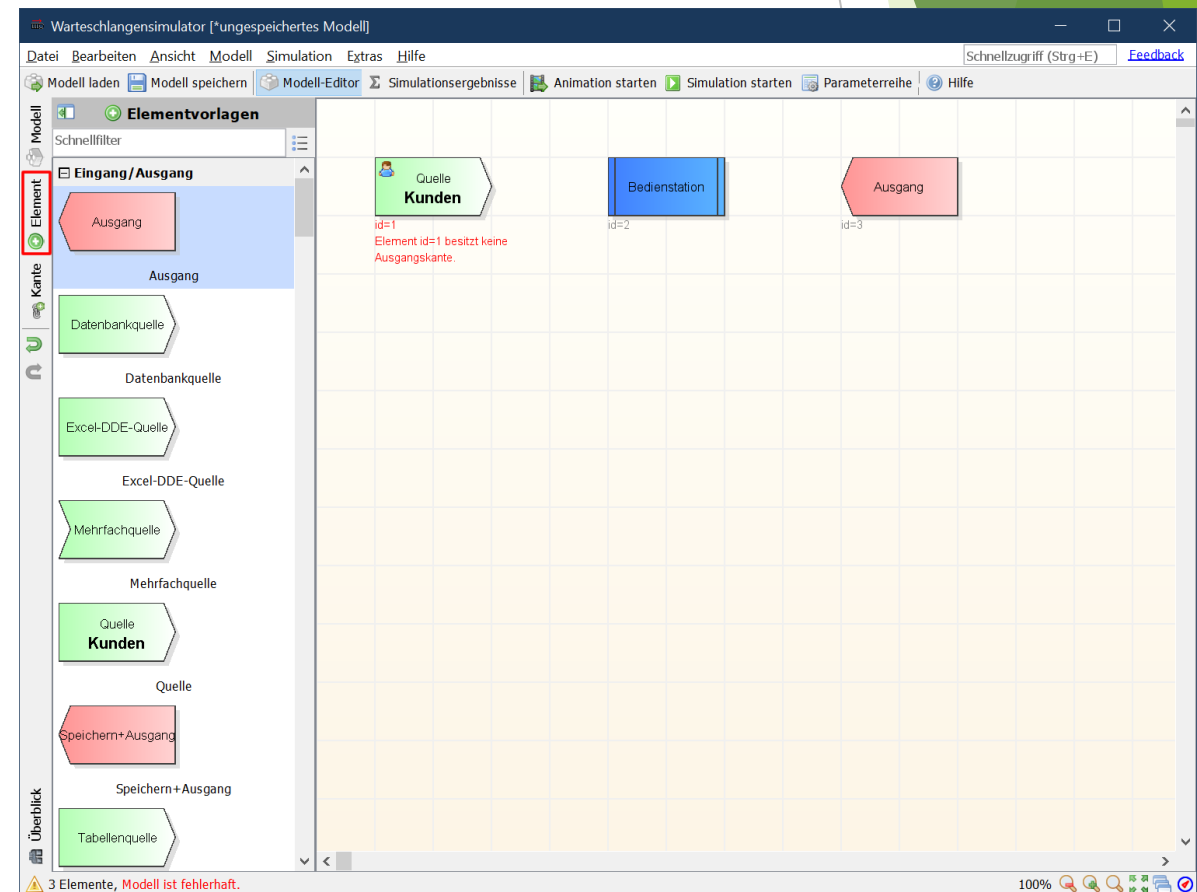 Warteschlangensimulator [*ungespeichertes Modell]
Datei Bearbeiten Ansicht Modell Simulation Extras Hilfe
Schnellzugriff (Strg+E) Feedback
Modell laden Modell speichern Modell-Editor Σ Simulationsergebnisse Animation starten Simulation starten Parameterreihe Hilfe
Modell
Element
Kante
Überblick
Elementvorlagen
Schnellfilter
Eingang/Ausgang
Ausgang
Ausgang
Datenbankquelle
Datenbankquelle
Excel-DDE-Quelle
Excel-DDE-Quelle
Mehrfachquelle
Mehrfachquelle
Quelle
Kunden
Quelle
Speichern+Ausgang
Speichern+Ausgang
Tabellenquelle
Quelle
Kunden
id=1
Element id=1 besitzt keine
Ausgangskante.
Bedienstation
id=2
Ausgang
id=3
3 Elemente, Modell ist fehlerhaft.
100%